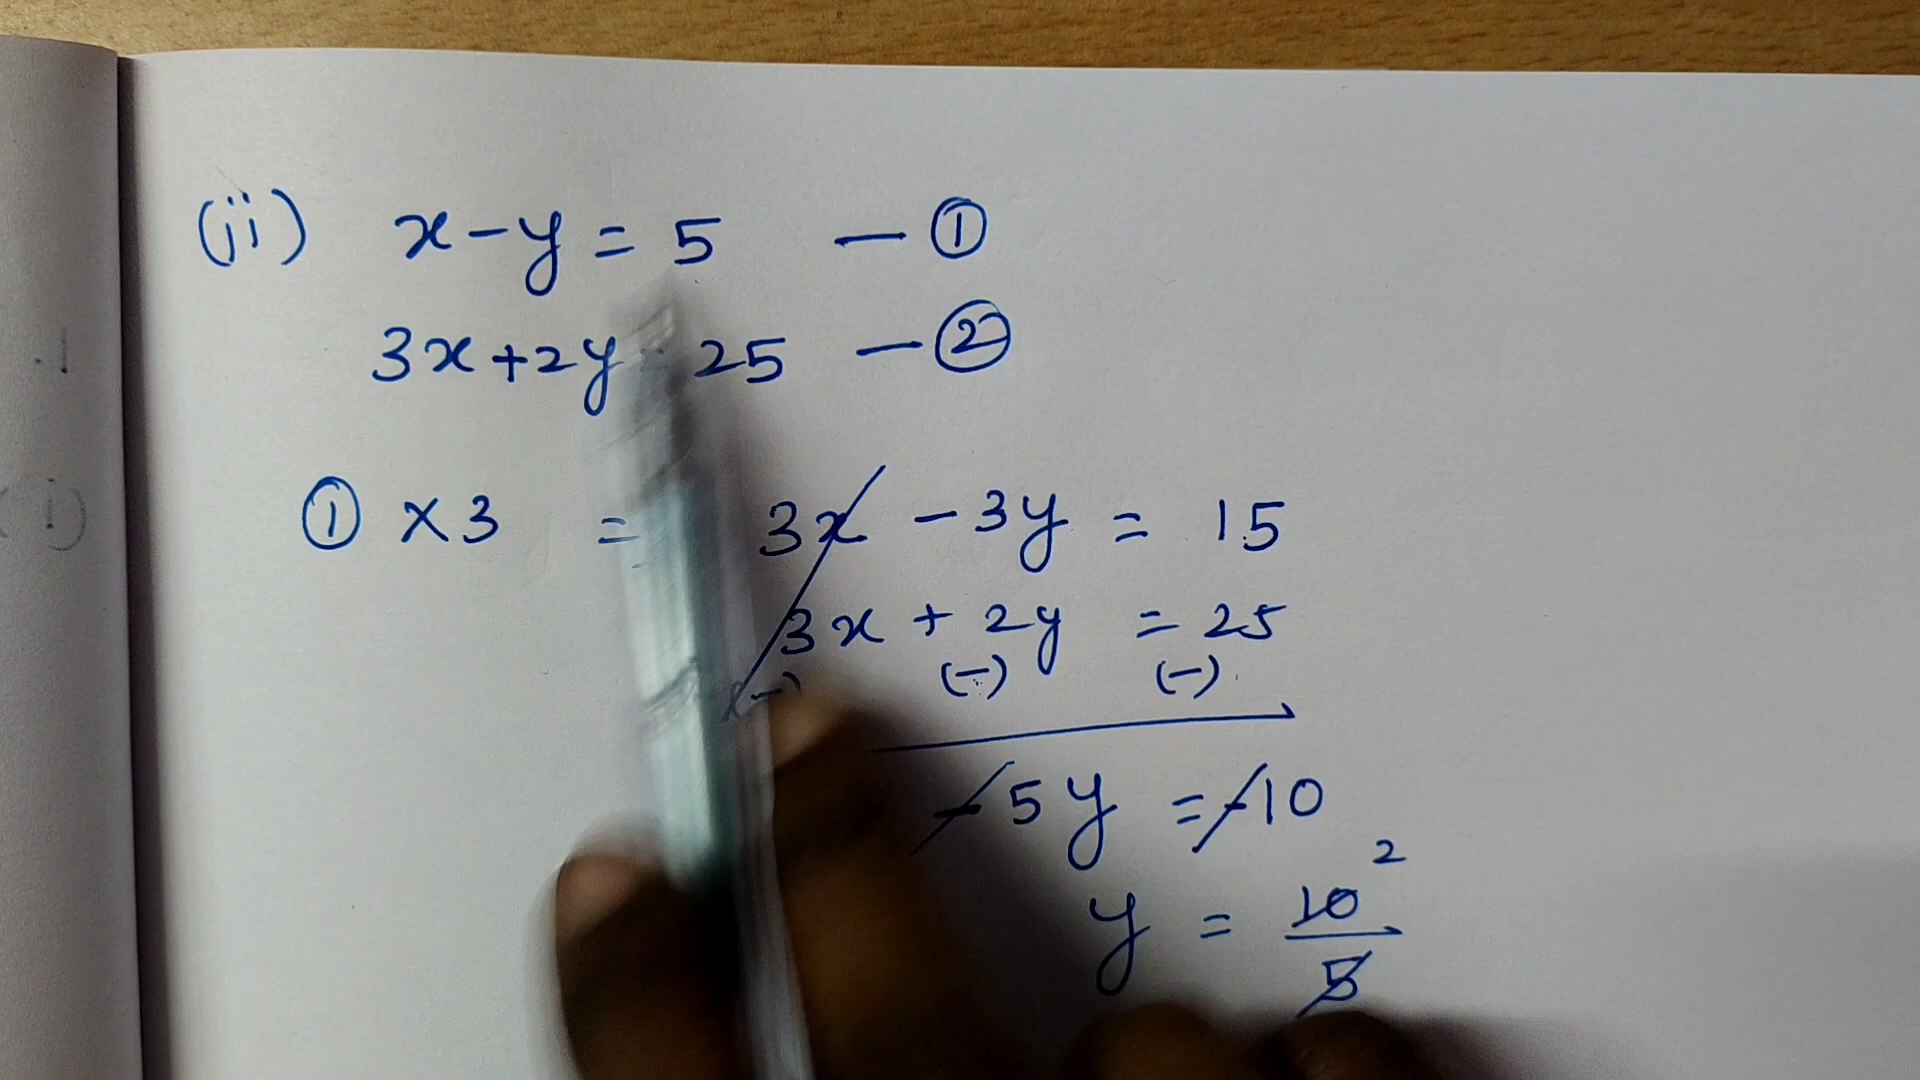 (ii) x - y = 5 — ①
3x + 2y = 25 — ②
① × 3 = 3x - 3y = 15
3x + 2y = 25
(-) (-) (-)
-5y = -10
y = 10/5 2